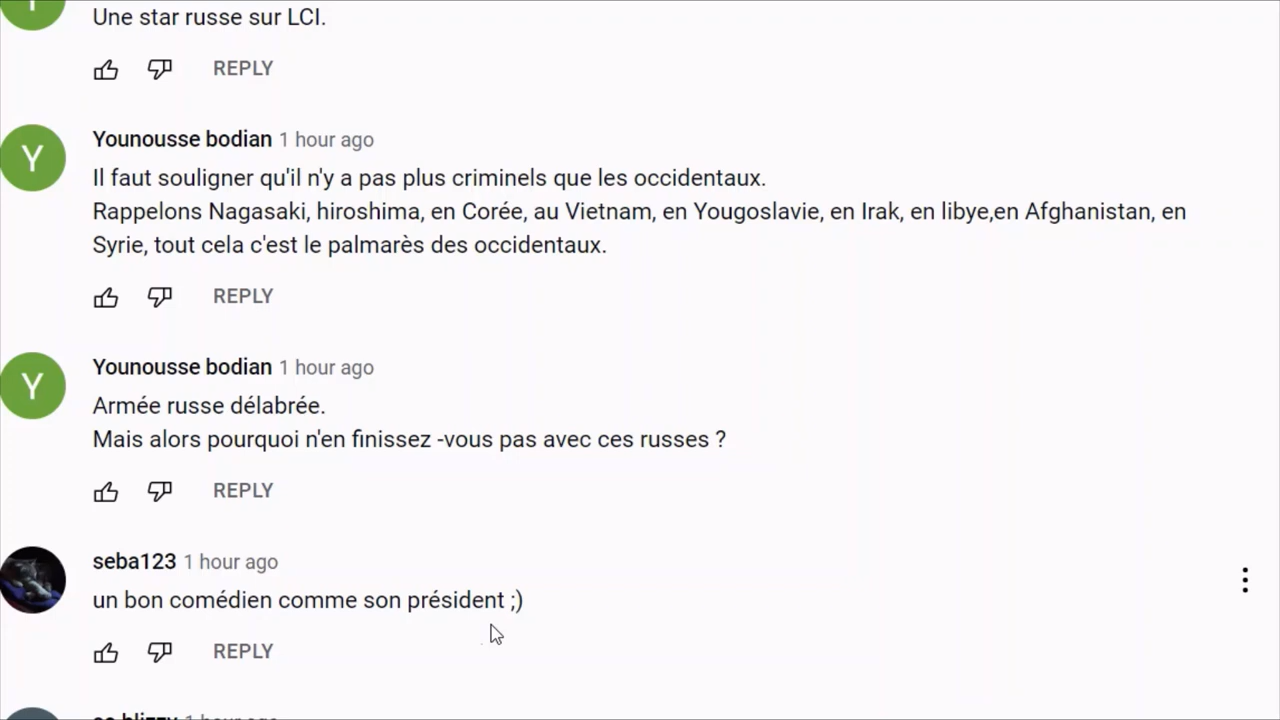 Une star russe sur LCI.
REPLY
Y
Younousse bodian 1 hour ago
Il faut souligner qu'il n'y a pas plus criminels que les occidentaux.
Rappelons Nagasaki, hiroshima, en Corée, au Vietnam, en Yougoslavie, en Irak, en libye,en Afghanistan, en
Syrie, tout cela c'est le palmarès des occidentaux.
REPLY
Y
Younousse bodian 1 hour ago
Armée russe délabrée.
Mais alors pourquoi n'en finissez -vous pas avec ces russes ?
REPLY
seba123 1 hour ago
un bon comédien comme son président ;)
REPLY
1 hour ago